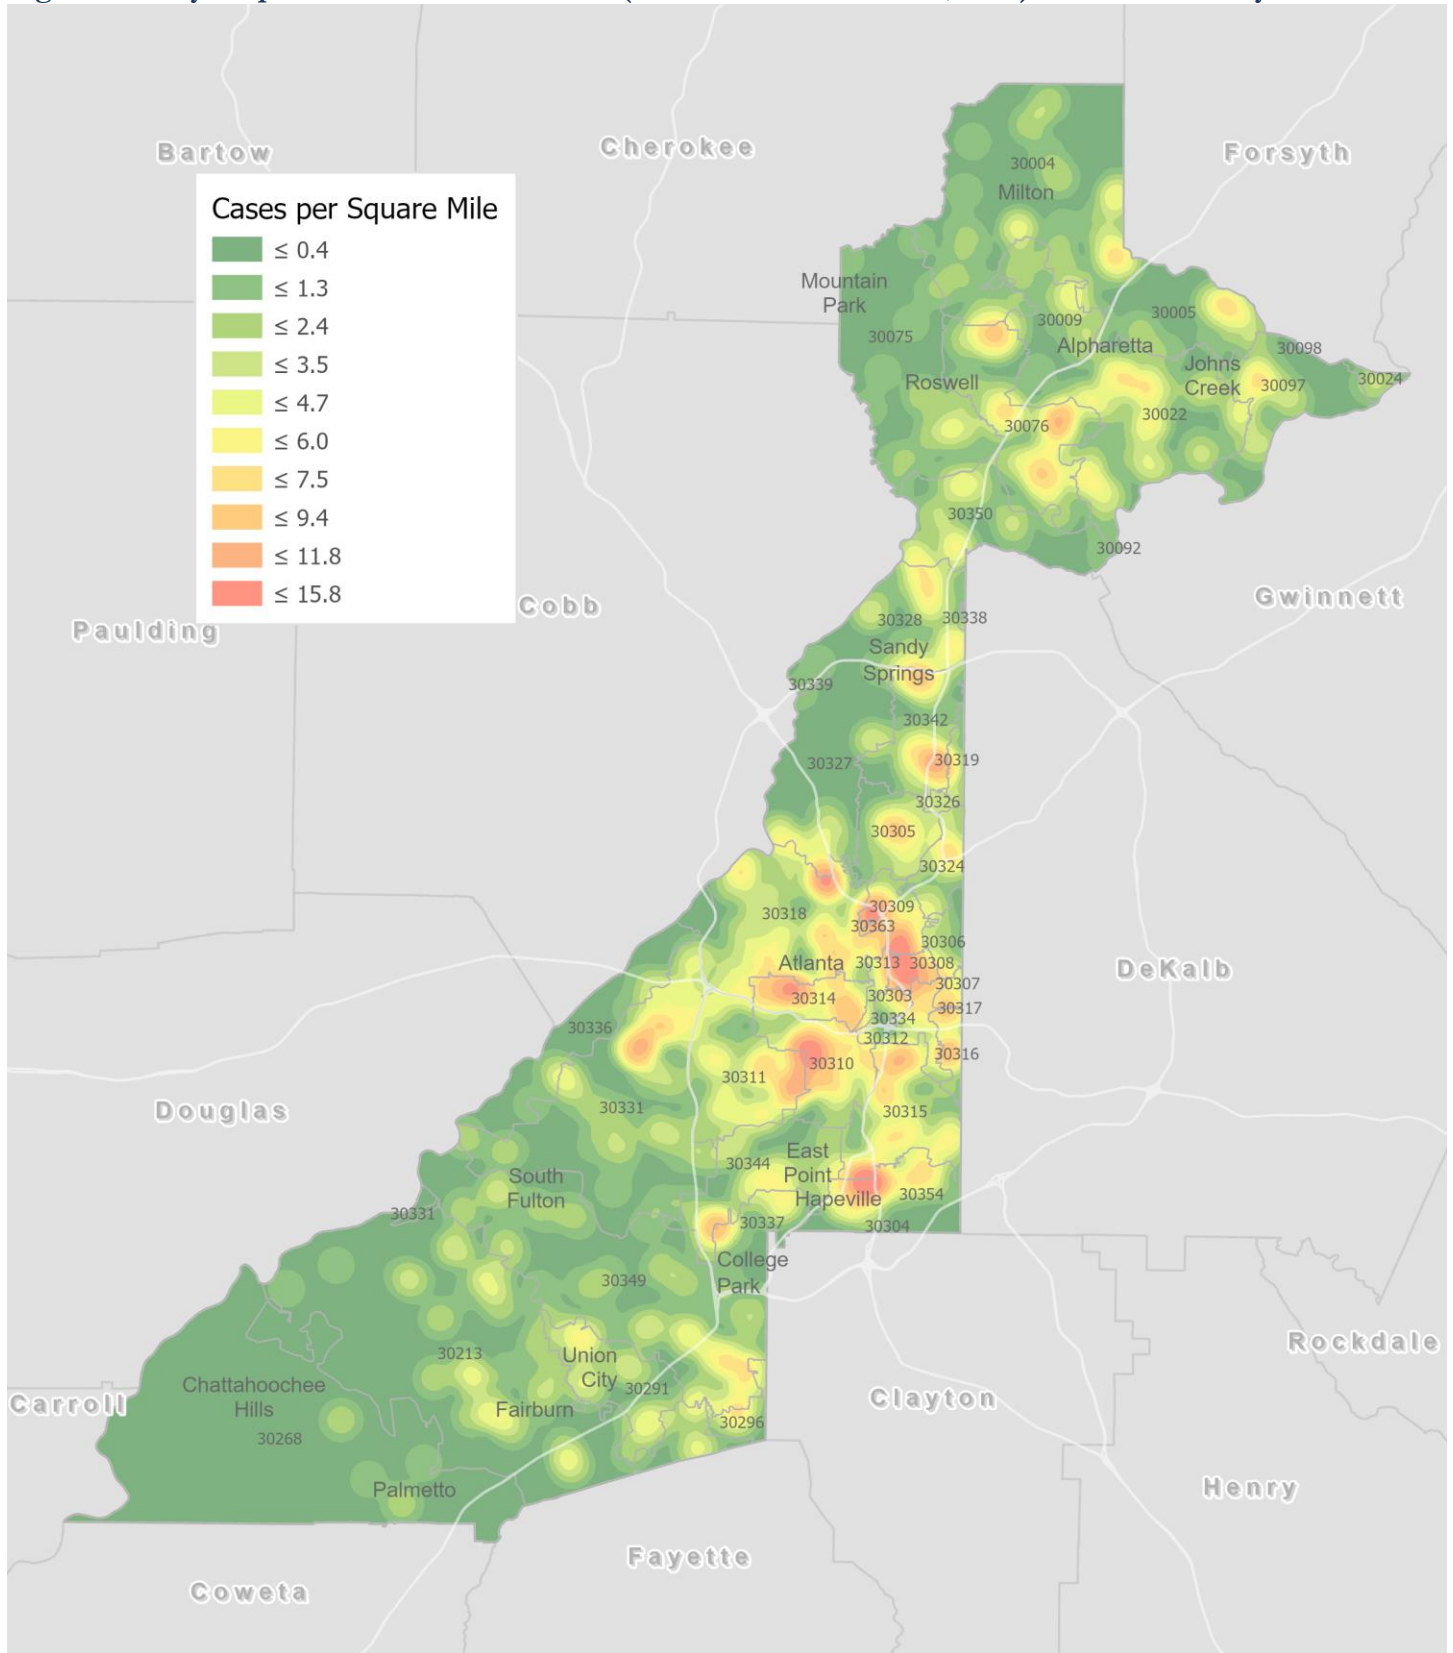 Bartow
Cherokee
Forsyth
Cases per Square Mile
≤ 0.4
≤ 1.3
≤ 2.4
≤ 3.5
≤ 4.7
≤ 6.0
≤ 7.5
≤ 9.4
≤ 11.8
≤ 15.8
30004
Milton
Mountain
Park
30075
30009
30005
Alpharetta
30098
Johns
Creek
30097
30024
Roswell
30022
30076
30350
30092
Cobb
Paulding
Gwinnett
30328
30338
Sandy
Springs
30339
30342
30327
30319
30326
30305
30324
30318
30309
30363
30306
Atlanta
30313
30308
DeKalb
30307
30314
30303
30317
30334
30336
30312
30316
30311
30310
Douglas
30331
30315
East
Point
30344
South
Fulton
Hapeville
30354
30331
30337
30304
College
Park
30349
Rockdale
30213
Union
City
30291
Chattahoochee
Hills
Carroll
Clayton
Fairburn
30296
30268
Palmetto
Henry
Fayette
Coweta